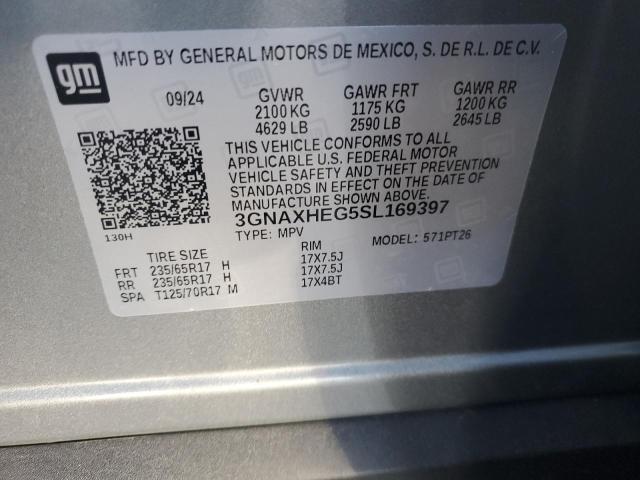 gm
MFD BY GENERAL MOTORS DE MEXICO, S. DE R.L. DE C.V.
09/24 GVWR GAWR FRT GAWR RR
2100 KG 1175 KG 1200 KG
4629 LB 2590 LB 2645 LB
THIS VEHICLE CONFORMS TO ALL
APPLICABLE U.S. FEDERAL MOTOR
VEHICLE SAFETY AND THEFT PREVENTION
STANDARDS IN EFFECT ON THE DATE OF
MANUFACTURE SHOWN ABOVE.
3GNAXHEG5SL169397
130H TYPE: MPV MODEL: 571PT26
TIRE SIZE RIM
FRT 235/65R17 H 17X7.5J
RR 235/65R17 H 17X7.5J
SPA T125/70R17 M 17X4BT